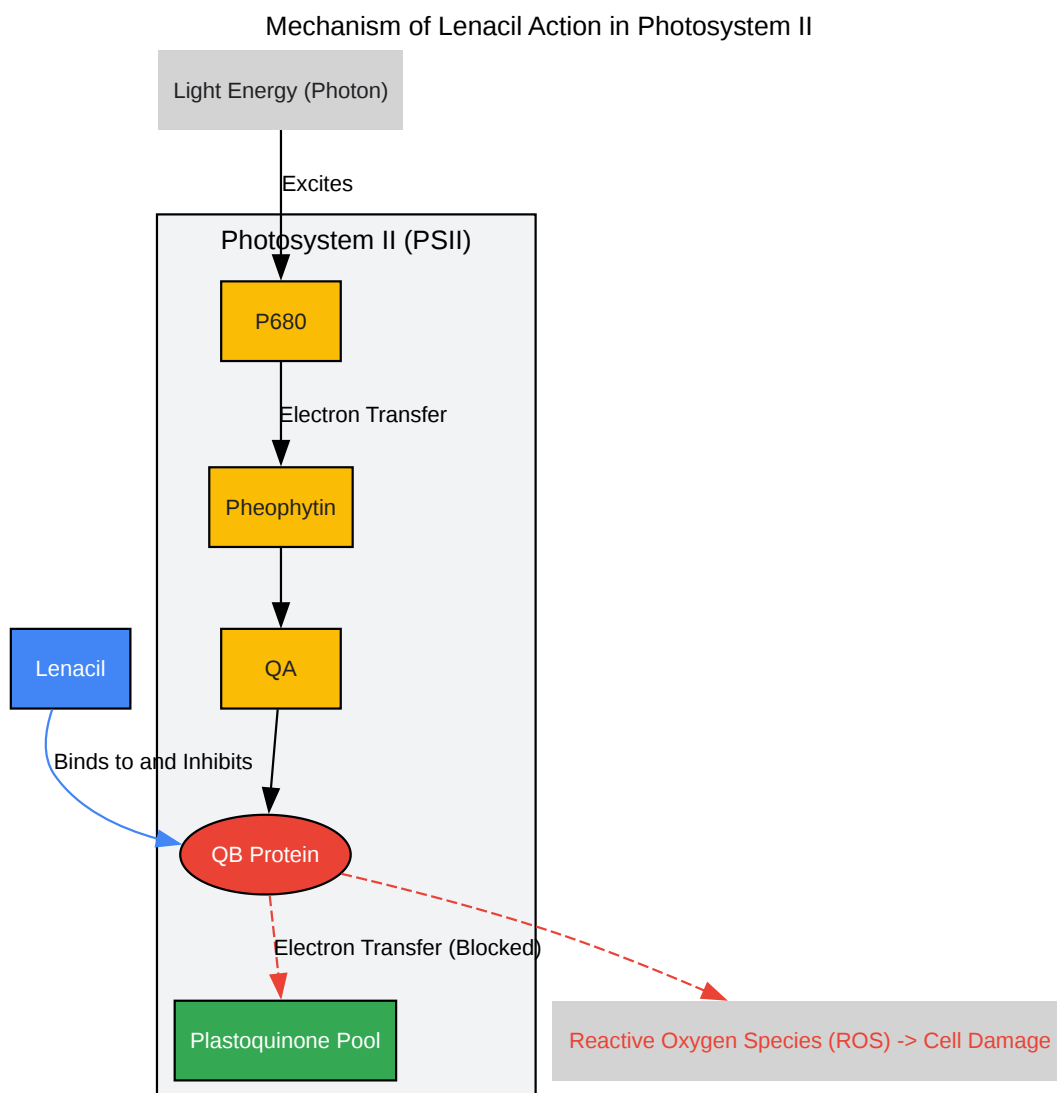 Mechanism of Lenacil Action in Photosystem II
Light Energy (Photon)
Excites
Photosystem II (PSII)
P680
Electron Transfer
Pheophytin
Lenacil
QA
Binds to and Inhibits
QB Protein
Electron Transfer (Blocked)
Plastoquinone Pool
Reactive Oxygen Species (ROS) -> Cell Damage